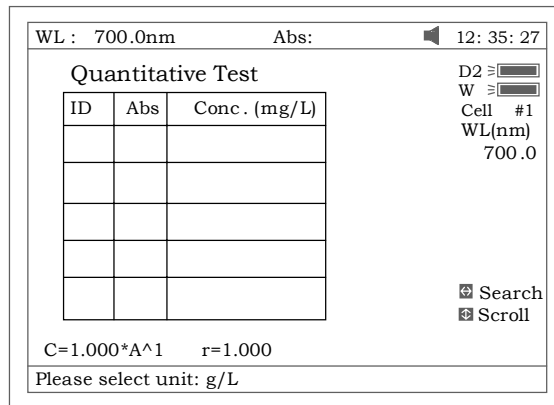 WL : 700.0nm Abs: 12: 35: 27
Quantitative Test
ID Abs Conc . (mg/L)
D2
W
Cell #1
WL(nm)
700 .0
Search
Scroll
C=1.000*A^1 r=1.000
Please select unit: g/L